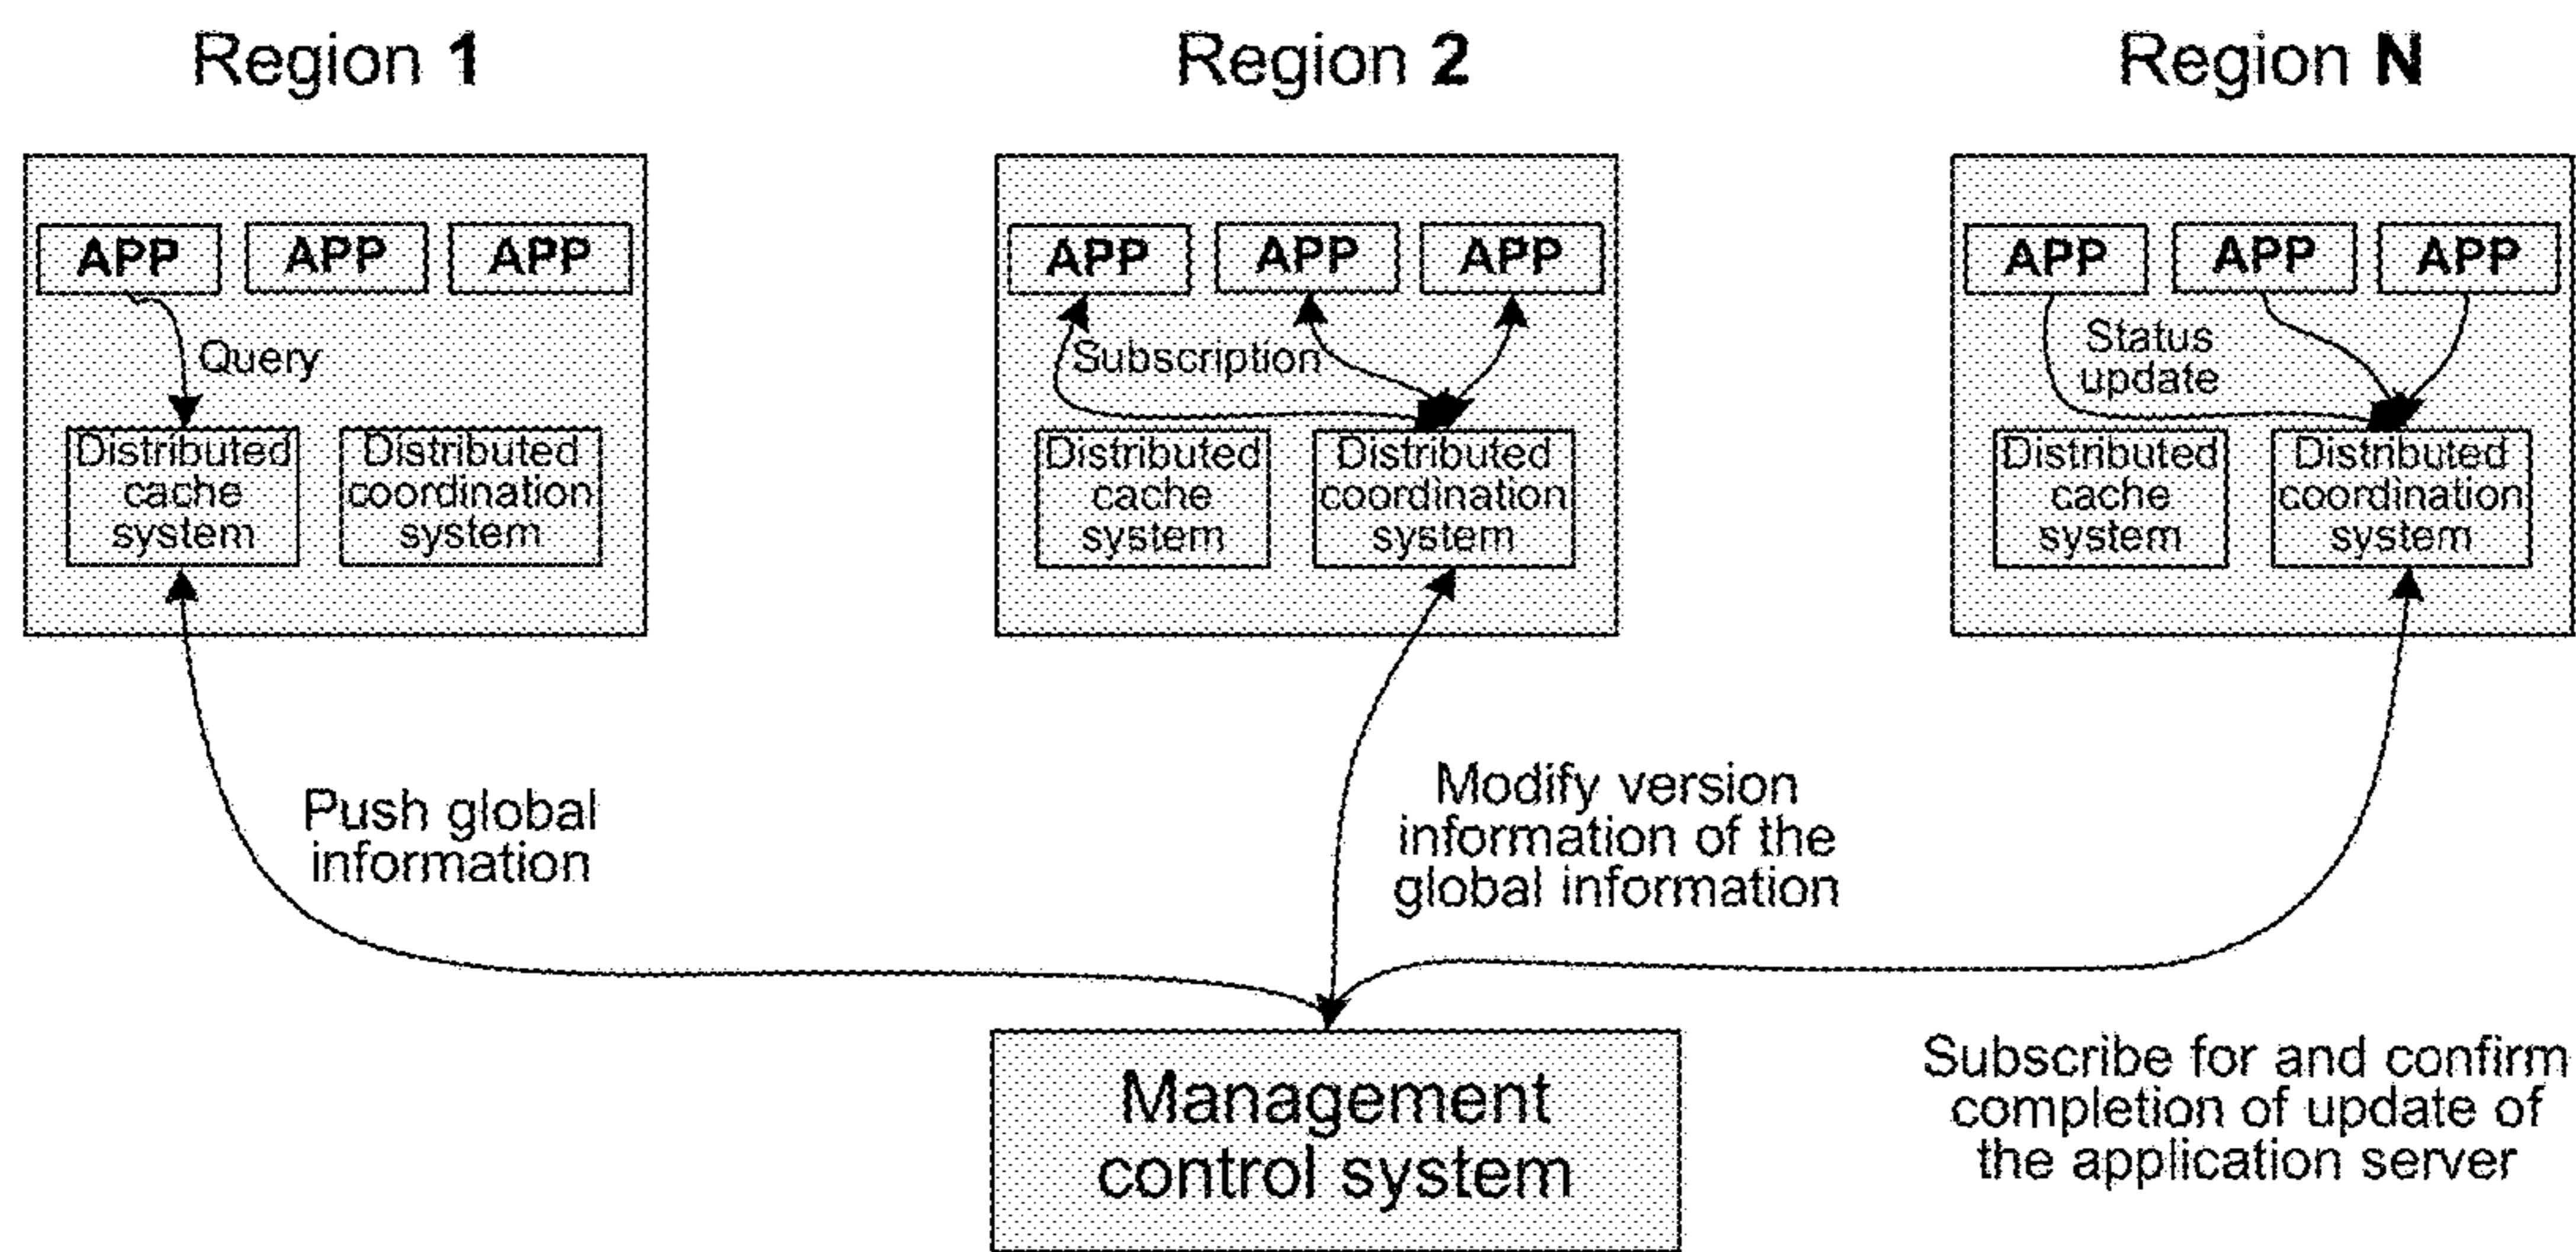 Region 1
Region 2
Region N
APP
APP
APP
APP
APP
APP
APP
APP
APP
Query
Subscription
Status
update
Distributed
cache
system
Distributed
coordination
system
Distributed
cache
system
Distributed
coordination
system
Distributed
cache
system
Distributed
coordination
system
Push global
information
Modify version
information of the
global information
Management
control system
Subscribe for and confirm
completion of update of
the application server